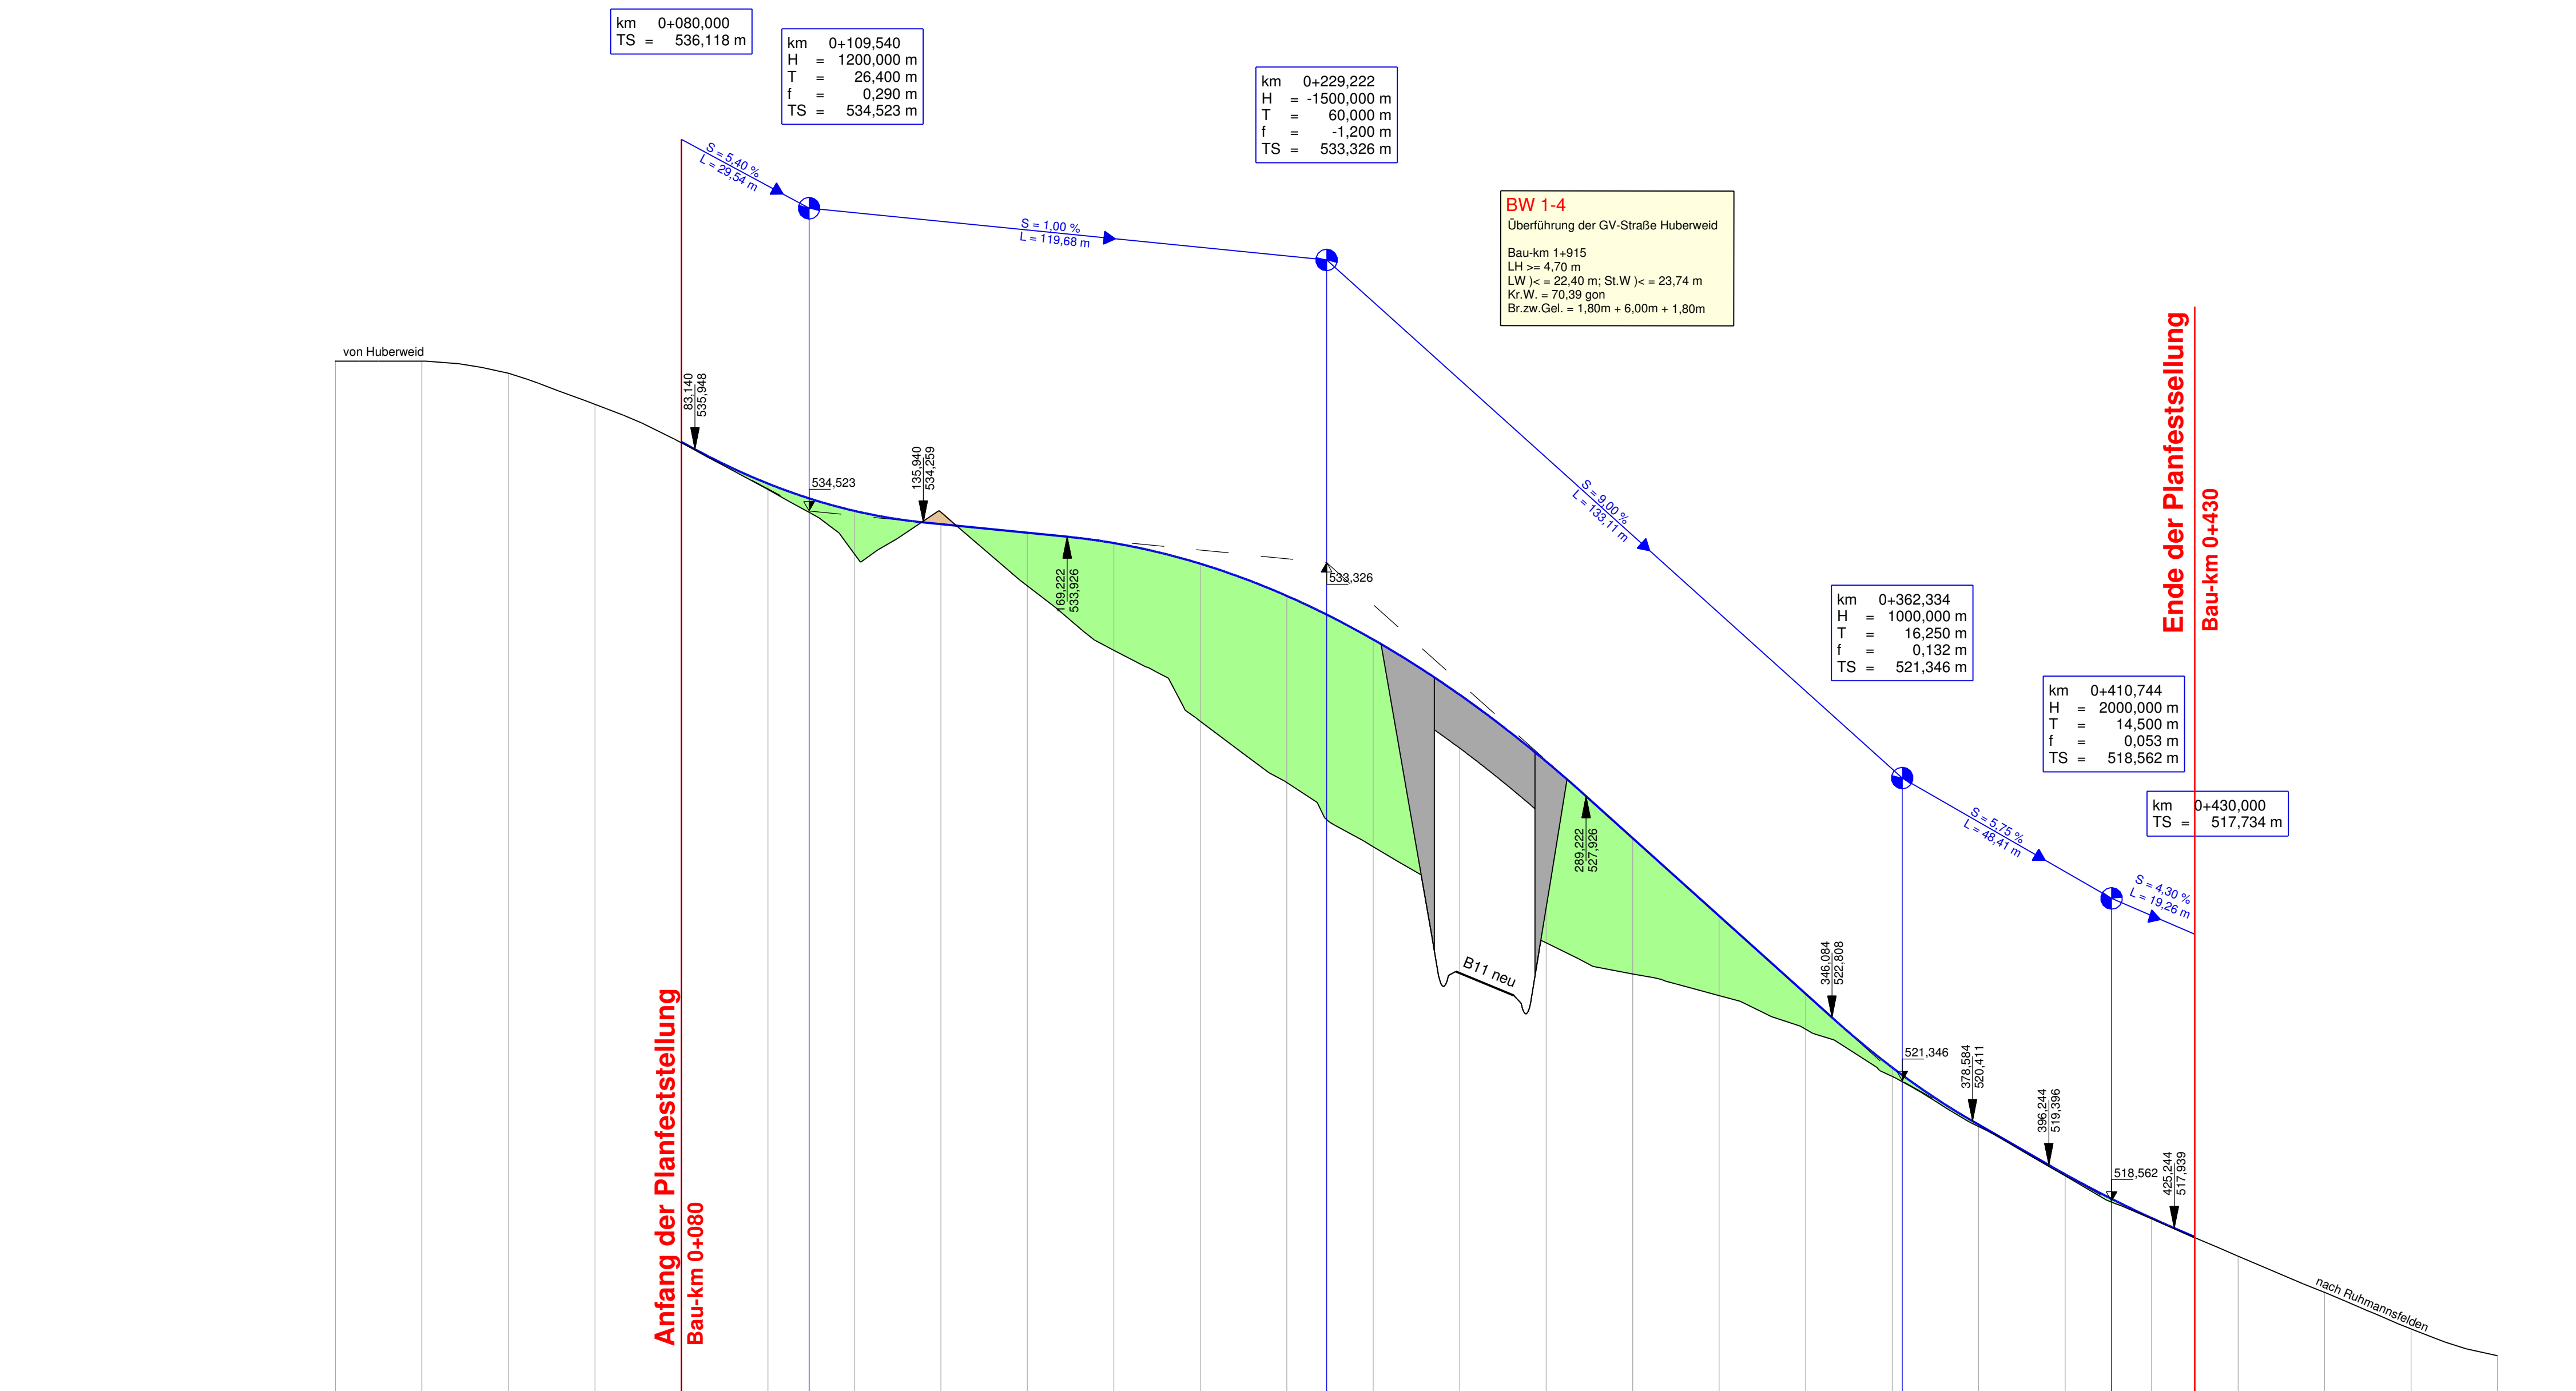 km 0+080,000
TS = 536,118 m
km 0+109,540
H = 1200,000 m
T = 26,400 m
f = 0,290 m
TS = 534,523 m
km 0+229,222
H = -1500,000 m
T = 60,000 m
f = -1,200 m
TS = 533,326 m
S = 5,40 %
L = 29,54 m
S = 1,00 %
L = 119,68 m
BW 1-4
Überführung der GV-Straße Huberweid
Bau-km 1+915
LH >= 4,70 m
LW )< = 22,40 m; St.W )< = 23,74 m
Kr.W. = 70,39 gon
Br.zw.Gel. = 1,80m + 6,00m + 1,80m
von Huberweid
83,140
535,948
534,523
135,940
534,259
169,222
533,926
533,326
S = 9,00 %
L = 133,11 m
Ende der Planfestsellung
Bau-km 0+430
km 0+362,334
H = 1000,000 m
T = 16,250 m
f = 0,132 m
TS = 521,346 m
km 0+410,744
H = 2000,000 m
T = 14,500 m
f = 0,053 m
TS = 518,562 m
km 0+430,000
TS = 517,734 m
S = 5,75 %
L = 48,41 m
S = 4,30 %
L = 19,26 m
289,222
527,926
B11 neu
346,084
522,808
521,346
378,584
520,411
396,244
519,396
518,562
425,244
517,939
Anfang der Planfeststellung
Bau-km 0+080
nach Ruhmannsfelden